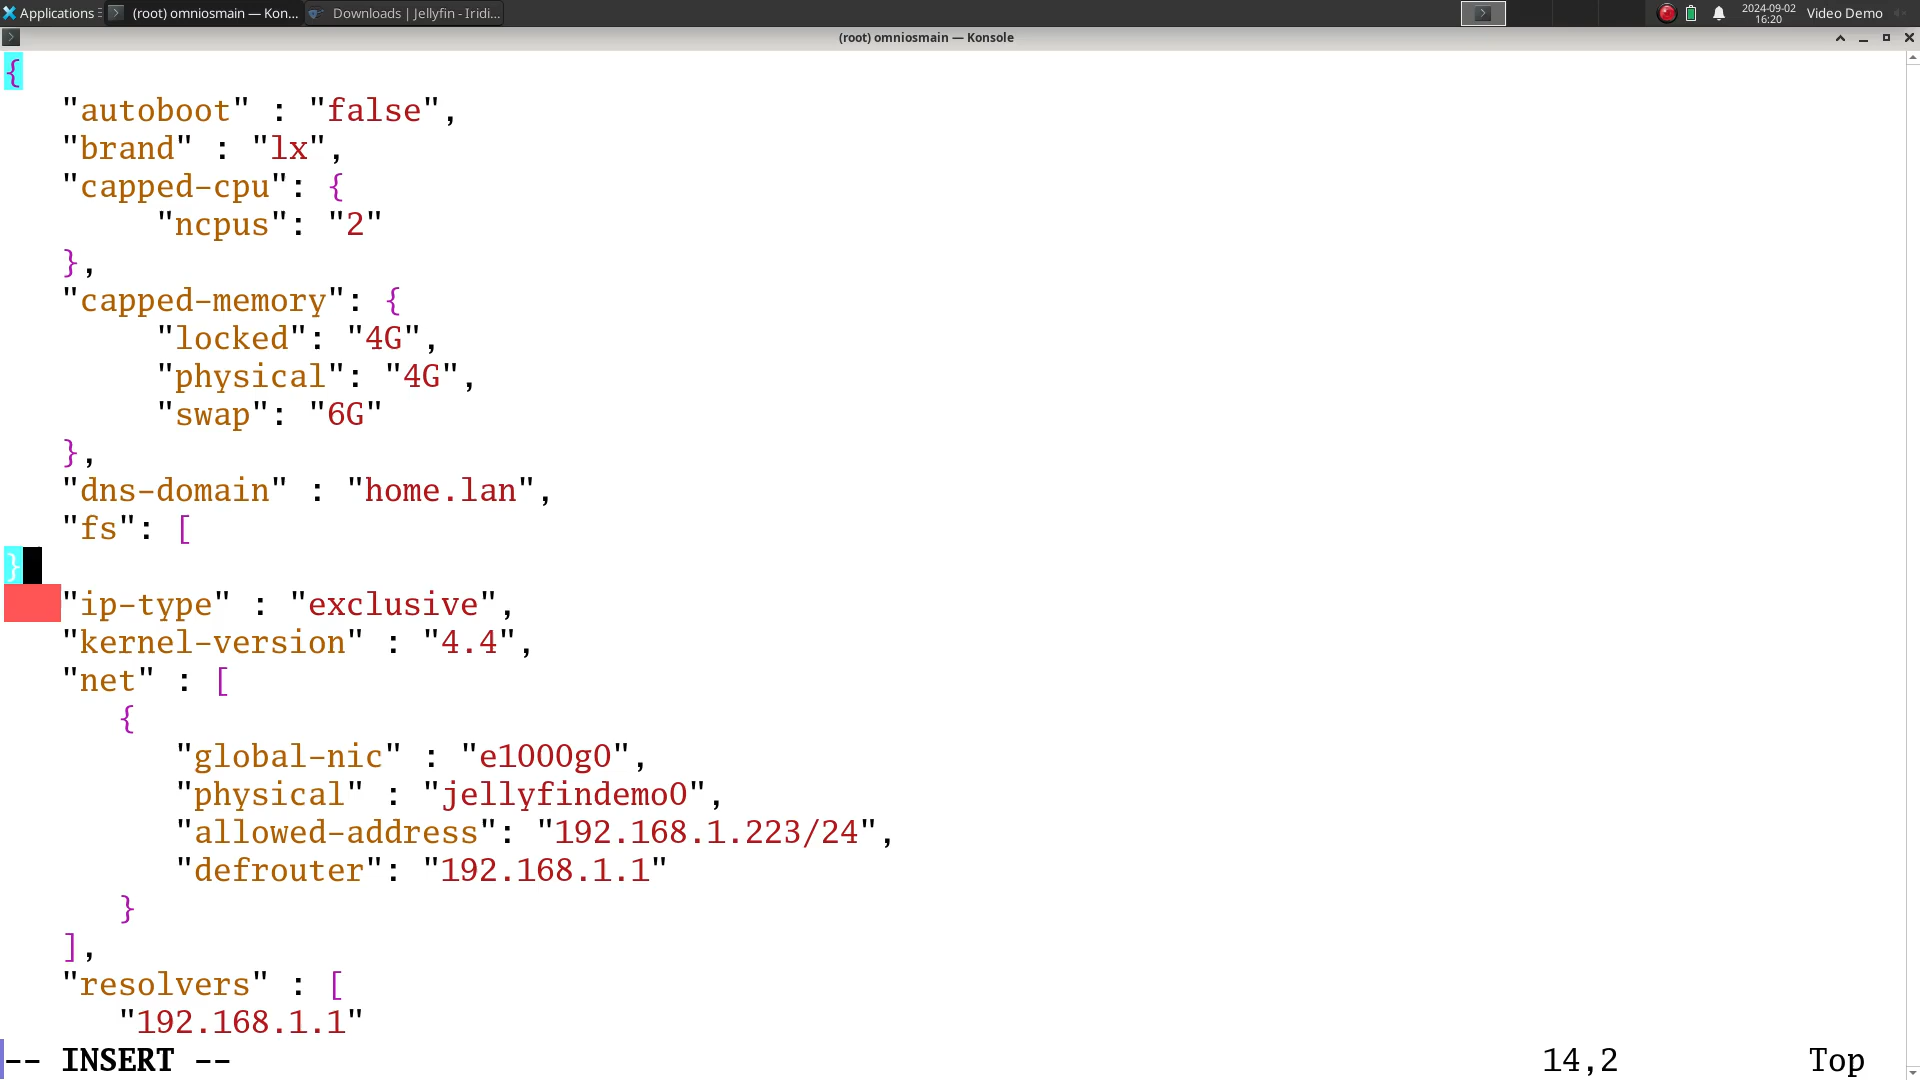 Applications
(root) omniosmain — Kon...
Downloads | Jellyfin - Iridi...
2024-09-02
16:20
Video Demo
(root) omniosmain — Konsole
{
"autoboot" : "false",
"brand" : "lx",
"capped-cpu": {
"ncpus": "2"
},
"capped-memory": {
"locked": "4G",
"physical": "4G",
"swap": "6G"
},
"dns-domain" : "home.lan",
"fs": [
}
"ip-type" : "exclusive",
"kernel-version" : "4.4",
"net" : [
{
"global-nic" : "e1000g0",
"physical" : "jellyfindemo0",
"allowed-address": "192.168.1.223/24",
"defrouter": "192.168.1.1"
}
],
"resolvers" : [
"192.168.1.1"
-- INSERT -- 14,2 Top